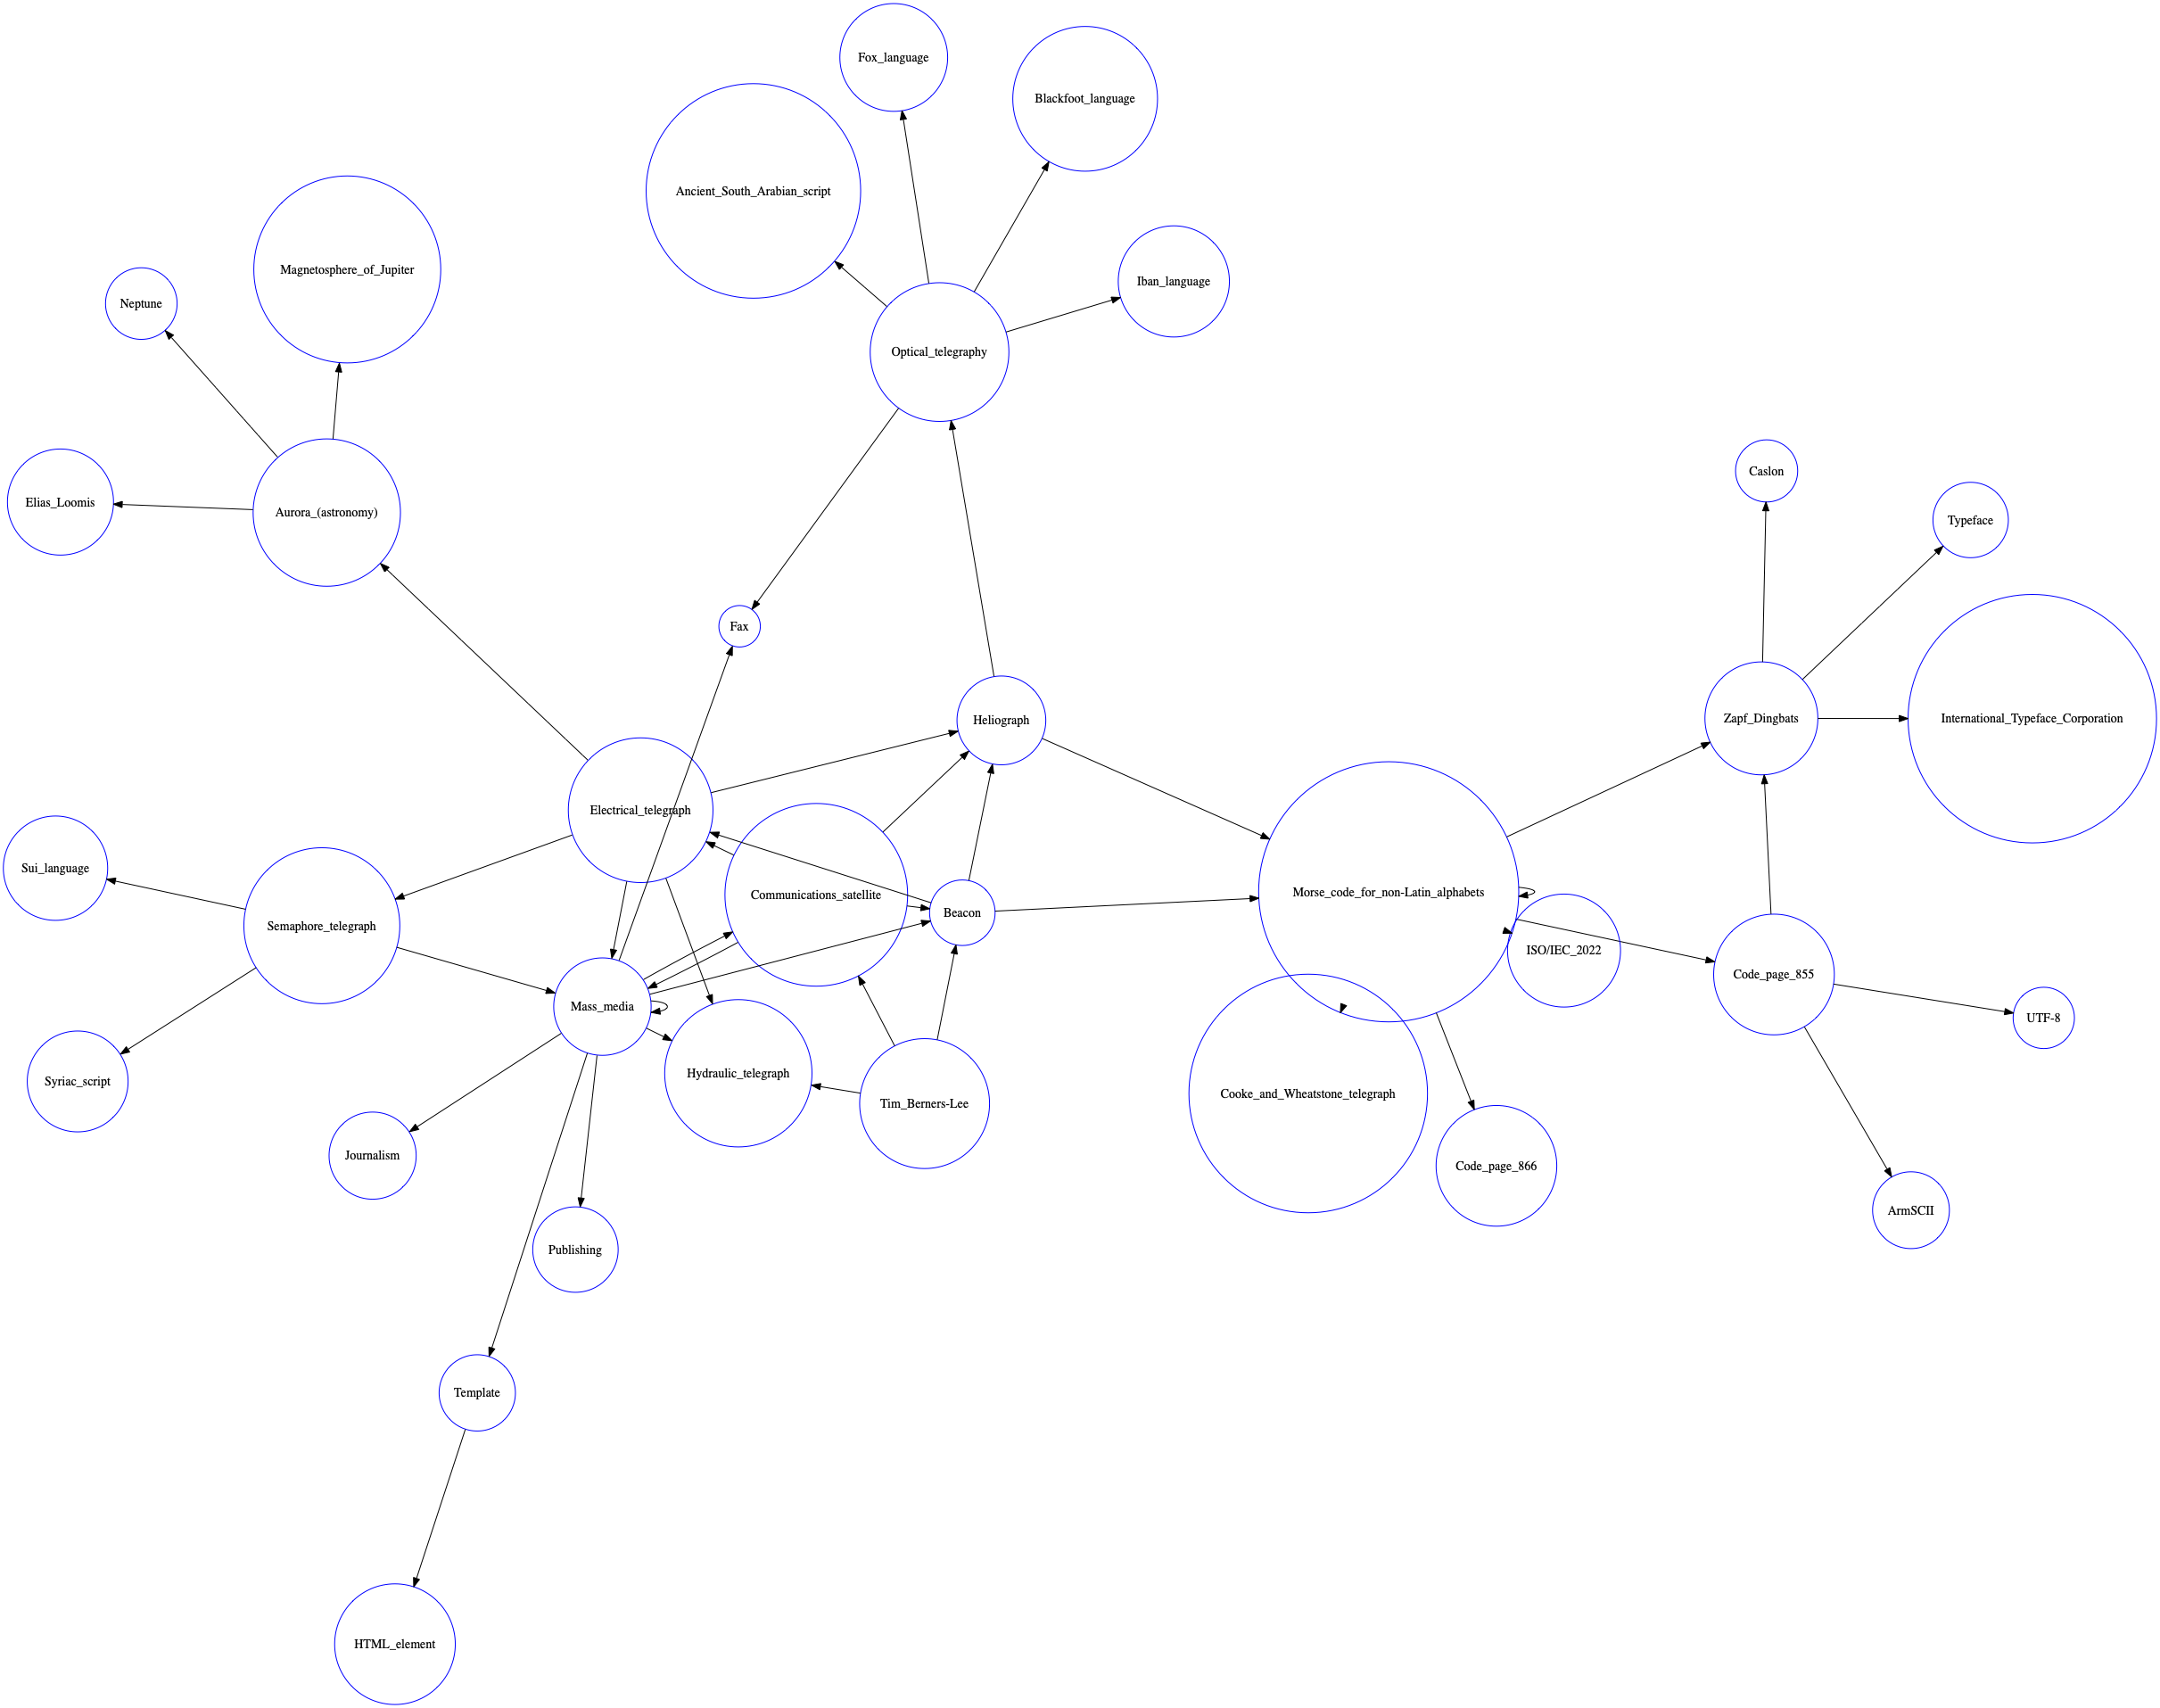 Fox_language
Blackfoot_language
Ancient_South_Arabian_script
Magnetosphere_of_Jupiter
Iban_language
Neptune
Optical_telegraphy
Caslon
Elias_Loomis
Aurora_(astronomy)
Typeface
Fax
Zapf_Dingbats
International_Typeface_Corporation
Heliograph
Electrical_telegraph
Sui_language
Morse_code_for_non-Latin_alphabets
Communications_satellite
Beacon
Semaphore_telegraph
ISO/IEC_2022
Code_page_855
Mass_media
UTF-8
Hydraulic_telegraph
Syriac_script
Cooke_and_Wheatstone_telegraph
Tim_Berners-Lee
Journalism
Code_page_866
ArmSCII
Publishing
Template
HTML_element